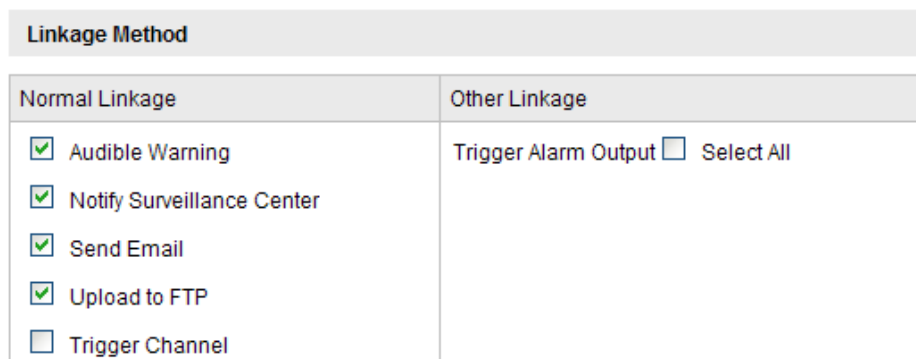 Linkage Method
Normal Linkage
Other Linkage
Audible Warning
Trigger Alarm Output Select All
Notify Surveillance Center
Send Email
Upload to FTP
Trigger Channel